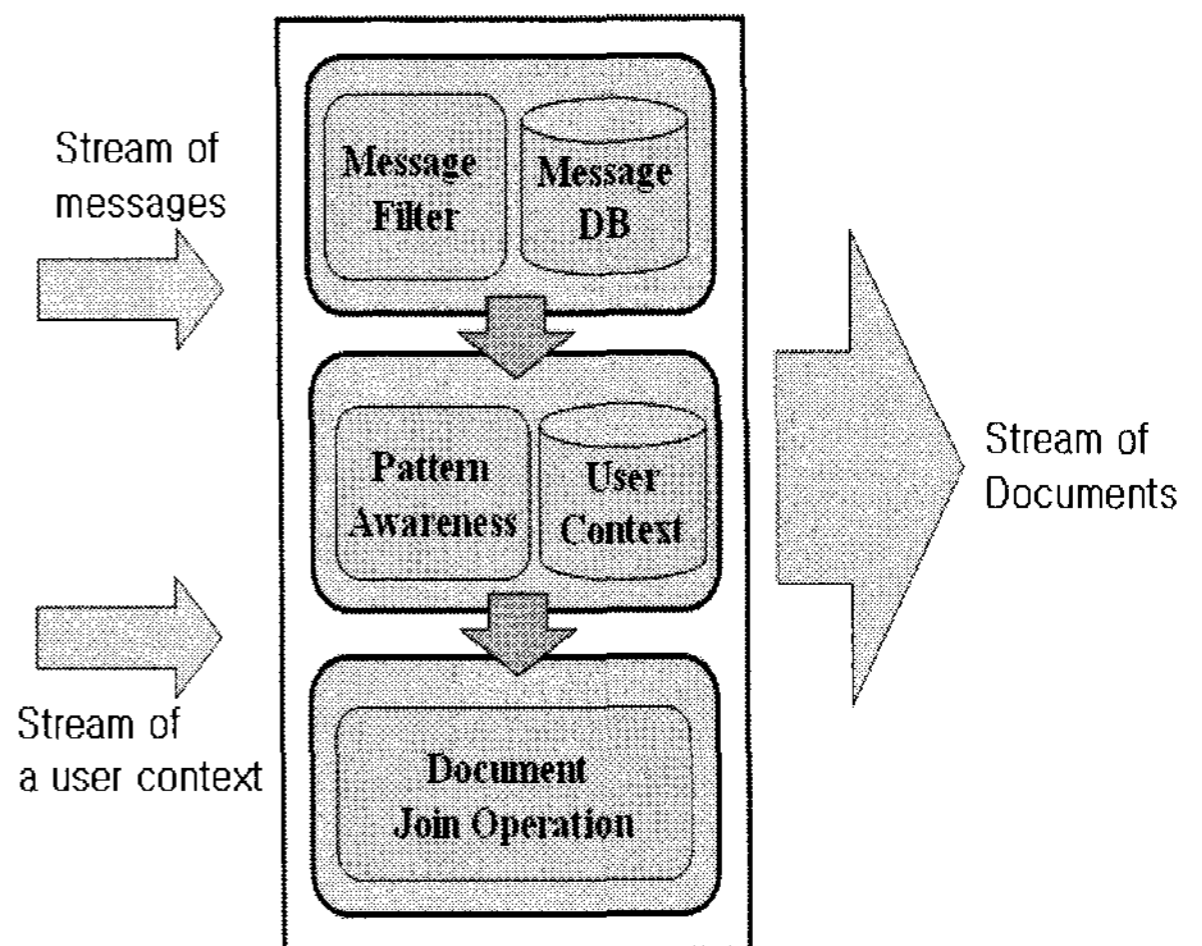 Stream of
messages
Message
Filter
Message
DB
Pattern
Awareness
User
Context
Stream of
Documents
Stream of
a user context
Document
Join Operation